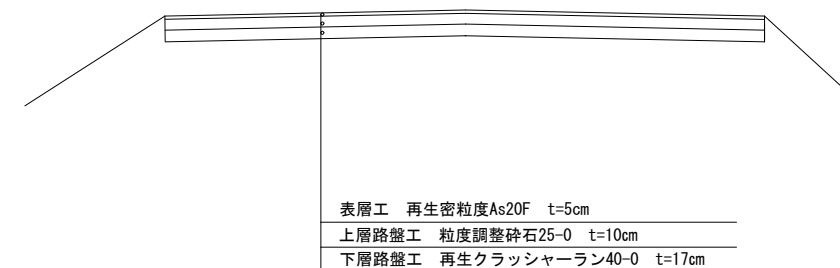 表層工　再生密粒度As20F　t=5cm
上層路盤工　粒度調整砕石25-0　t=10cm
下層路盤工　再生クラッシャーラン40-0　t=17cm